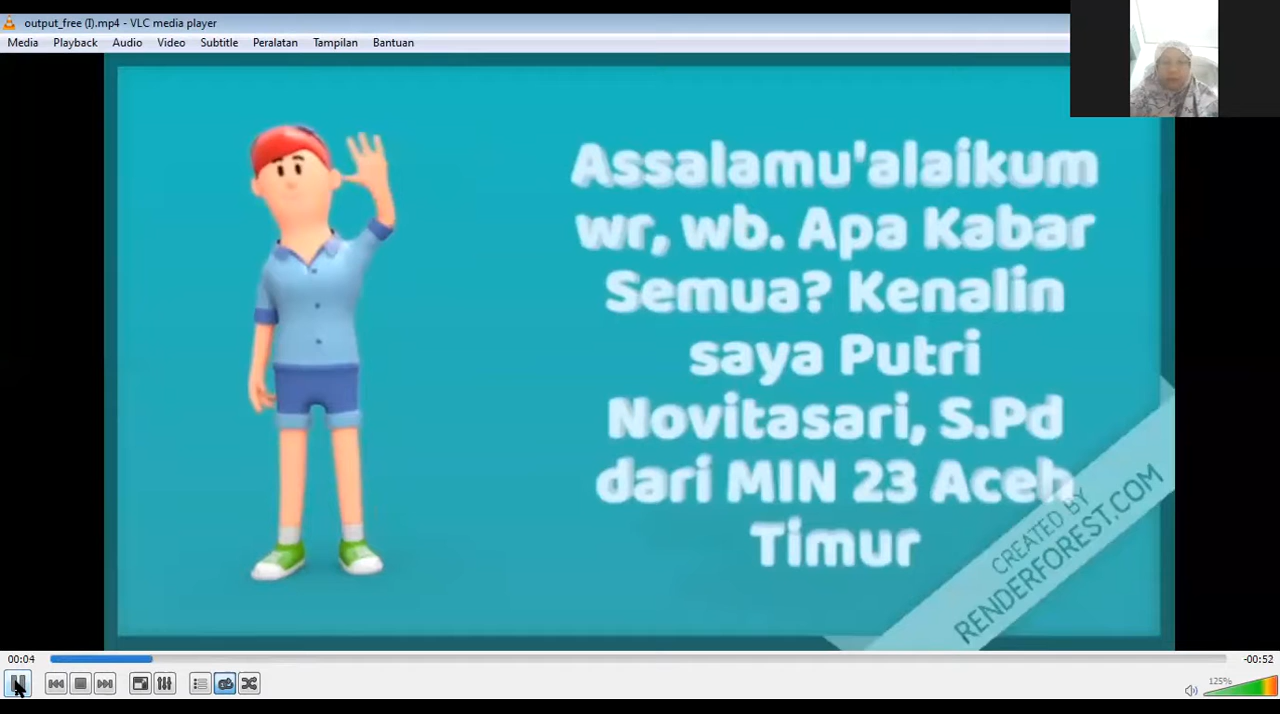 output_free (I).mp4 - VLC media player
Media Playback Audio Video Subtitle Peralatan Tampilan Bantuan
Assalamu'alaikum
wr, wb. Apa Kabar
Semua? Kenalin
saya Putri
Novitasari, S.Pd
dari MIN 23 Aceh
Timur
CREATED BY
RENDERFOREST.COM
00:04
-00:52
125%